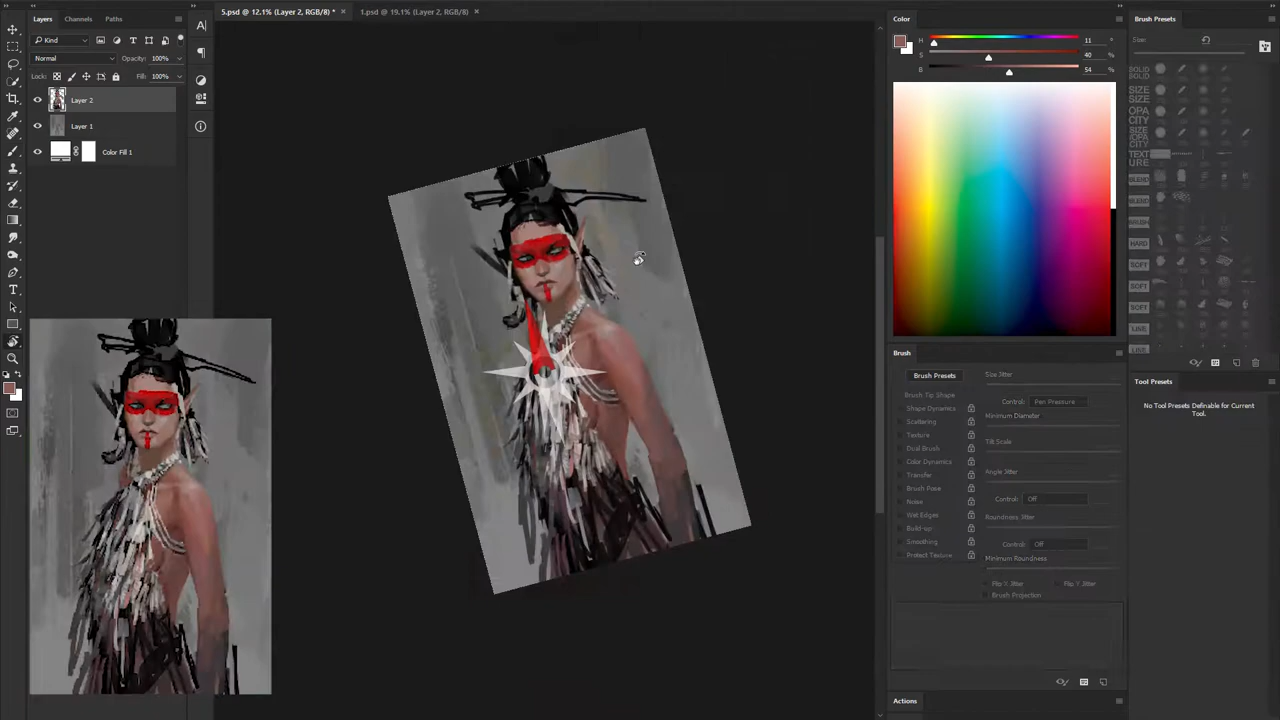 5.psd @ 12.1% (Layer 2, RGB/8) * ×
1.psd @ 19.1% (Layer 2, RGB/8) ×
Layers Channels Paths
Kind
Normal Opacity: 100%
Lock: Fill: 100%
Layer 2
Layer 1
Color Fill 1
A|
Color
H 11 °
S 40 %
B 54 %
Brush
Brush Presets
Brush Tip Shape
Shape Dynamics
Scattering
Texture
Dual Brush
Color Dynamics
Transfer
Brush Pose
Noise
Wet Edges
Build-up
Smoothing
Protect Texture
Size Jitter
Control: Pen Pressure
Minimum Diameter
Tilt Scale
Angle Jitter
Control: Off
Roundness Jitter
Control: Off
Minimum Roundness
Flip X Jitter Flip Y Jitter
Brush Projection
Actions
Brush Presets
Size:
SOLID
SOLID
SIZE
SIZE
OPA
CITY
SIZE
OPA
CITY
TEXT
URE
BLEND
BLEND
BRUSH
HARD
SOFT
SOFT
SOFT
LINE
LINE
Tool Presets
No Tool Presets Definable for Current
Tool.